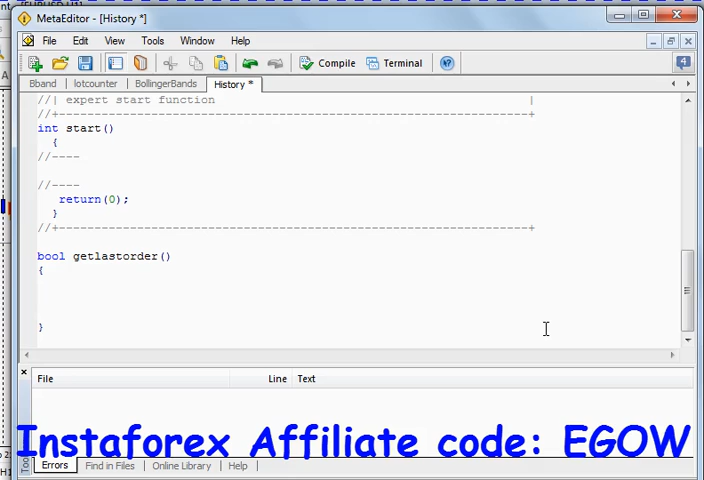 MetaEditor - [History *]
File Edit View Tools Window Help
Compile Terminal 4
Bband lotcounter BollingerBands History *
//| expert start function |
//+------------------------------------------------------------------+
int start()
{
//----
//----
return(0);
}
//+------------------------------------------------------------------+
bool getlastorder()
{
}
File Line Text
Instaforex Affiliate code: EGOW
Errors Find in Files Online Library Help